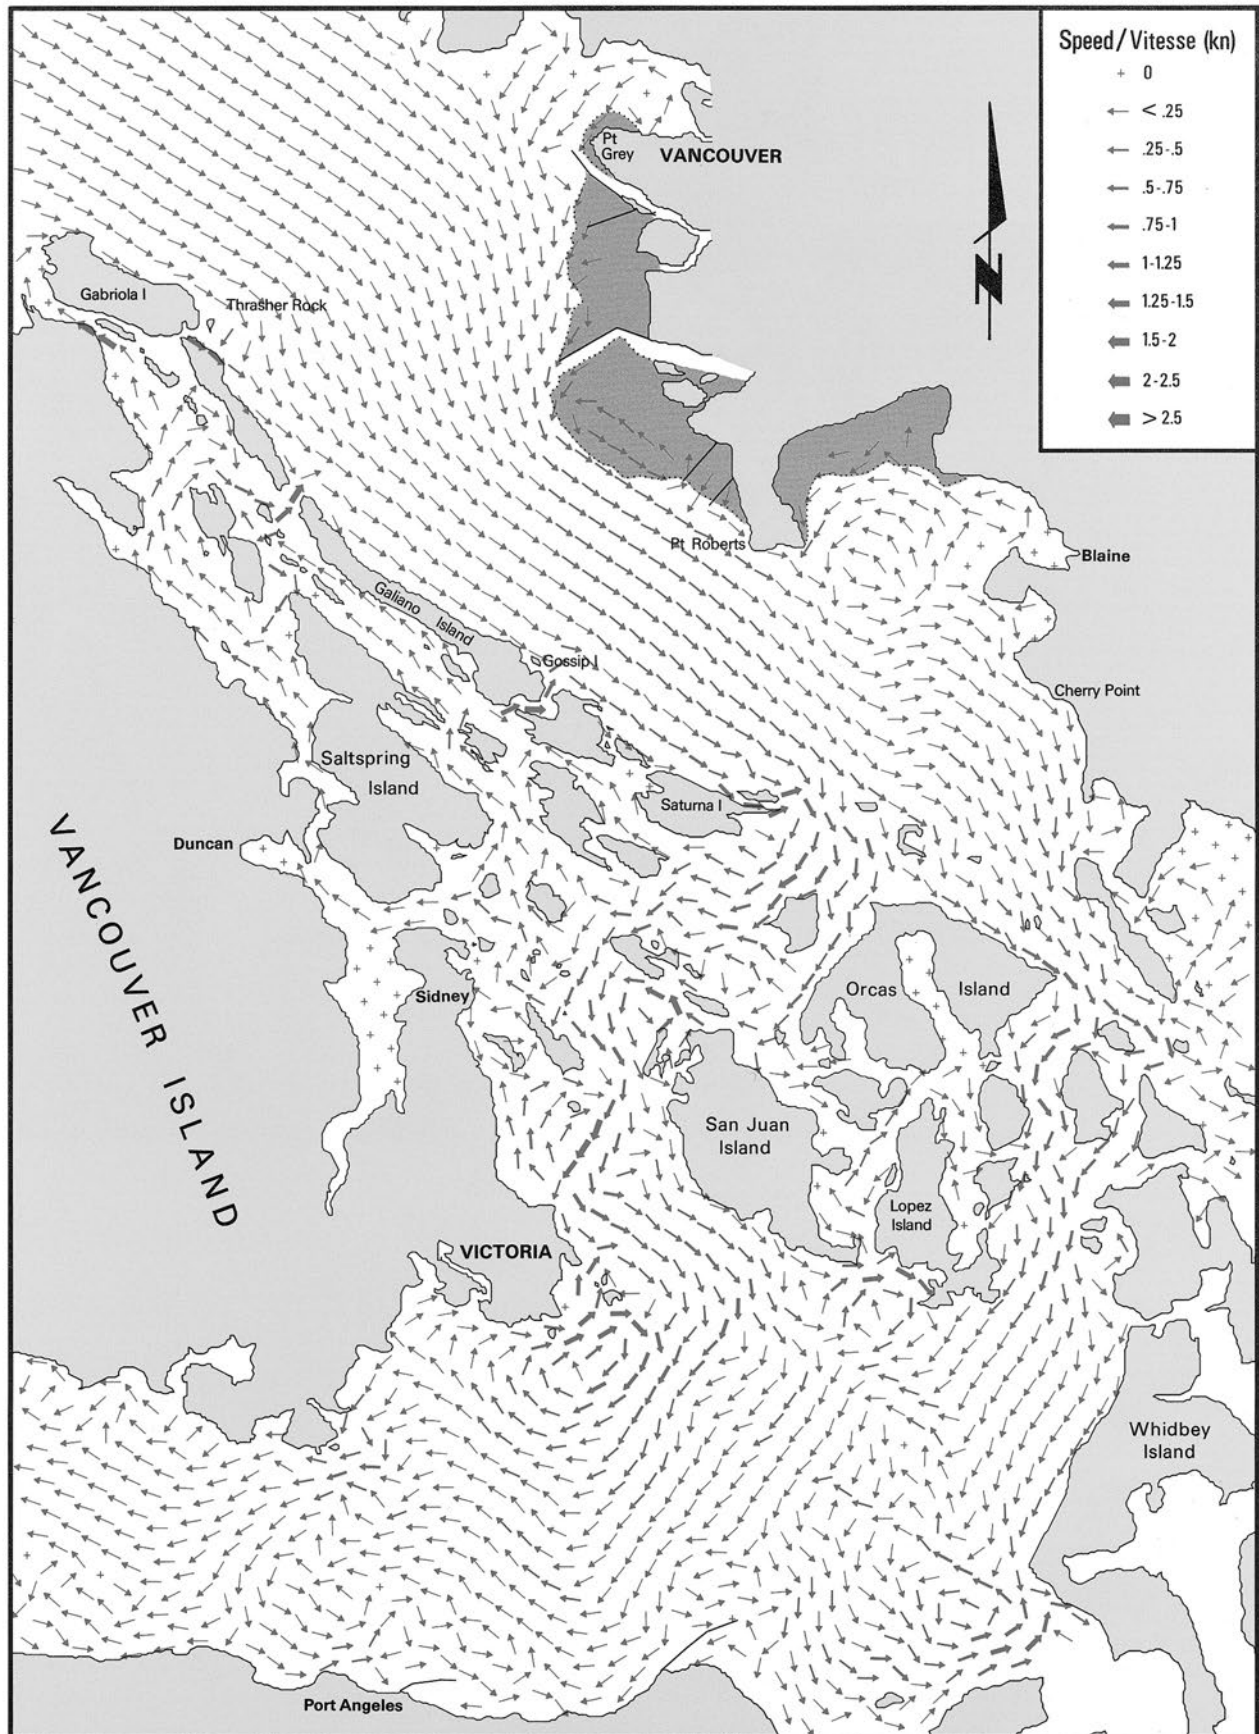 Speed/Vitesse (kn)
0
< .25
.25-.5
.5-.75
.75-1
1-1.25
1.25-1.5
1.5-2
2-2.5
> 2.5
N
Pt
Grey
VANCOUVER
Gabriola I
Thrasher Rock
Pt Roberts
Blaine
Galiano
Island
Gossip I
Cherry Point
Saltspring
Island
Saturna I
Duncan
VANCOUVER ISLAND
Sidney
Orcas
Island
San Juan
Island
Lopez
Island
VICTORIA
Whidbey
Island
Port Angeles